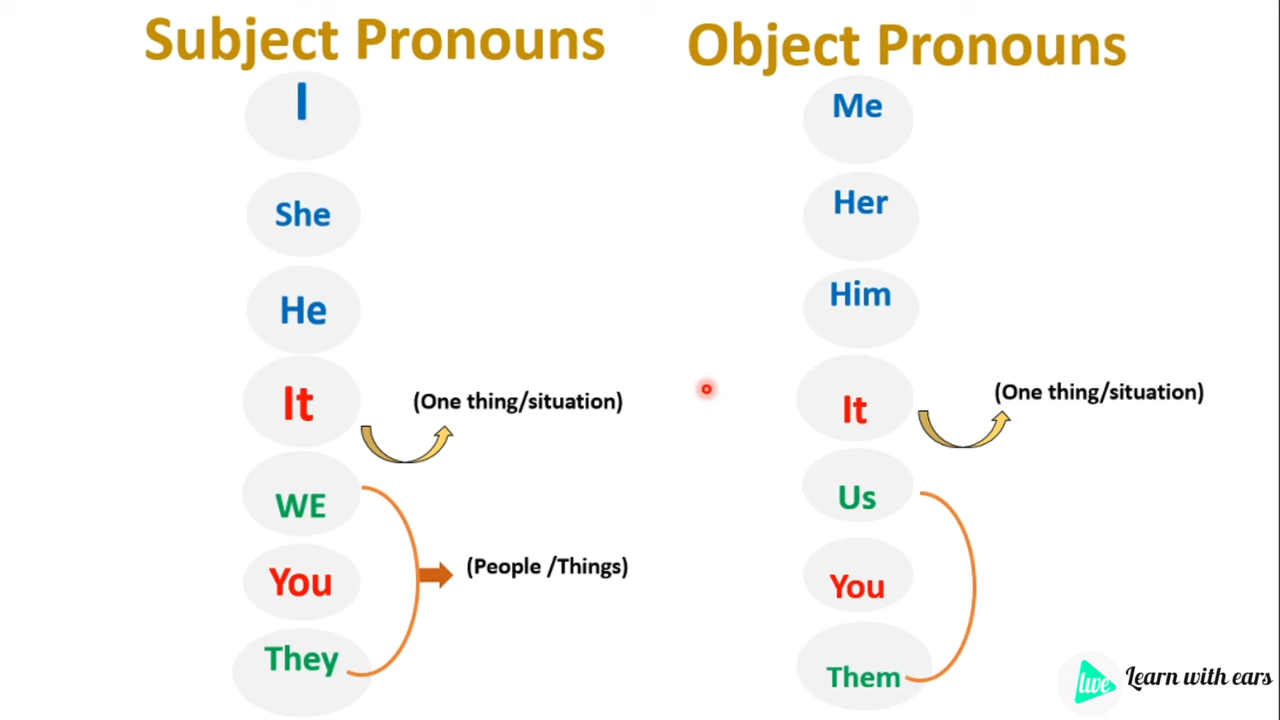 Subject Pronouns
I
She
He
It
(One thing/situation)
WE
You
They
(People /Things)
Object Pronouns
Me
Her
Him
It
(One thing/situation)
Us
You
Them
live
Learn with ears